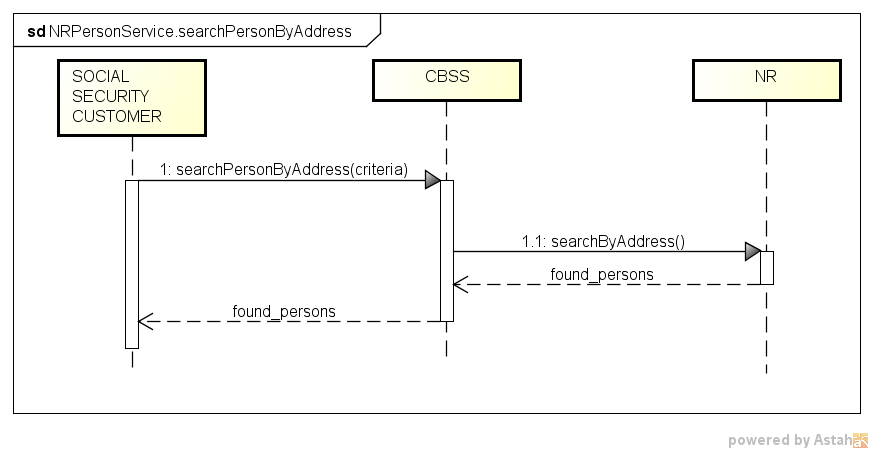 sd NRPersonService.searchPersonByAddress
SOCIAL
SECURITY
CUSTOMER
CBSS
NR
1: searchPersonByAddress(criteria)
1.1: searchByAddress()
found_persons
found_persons
powered by Astah